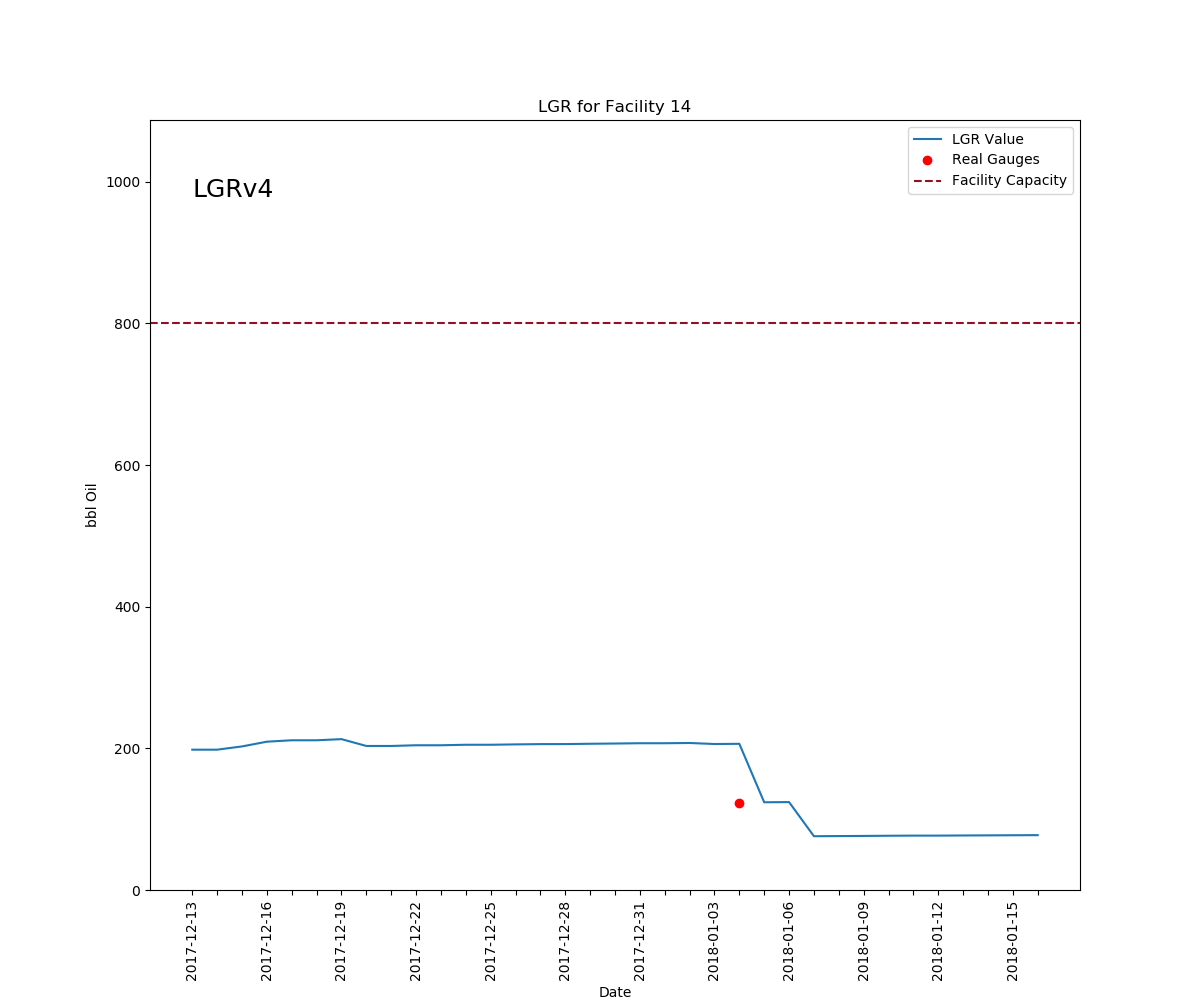 LGR for Facility 14
LGR Value
Real Gauges
Facility Capacity
LGRv4
1000
800
600
400
200
0
bbl Oil
2017-12-13
2017-12-16
2017-12-19
2017-12-22
2017-12-25
2017-12-28
2017-12-31
2018-01-03
2018-01-06
2018-01-09
2018-01-12
2018-01-15
Date